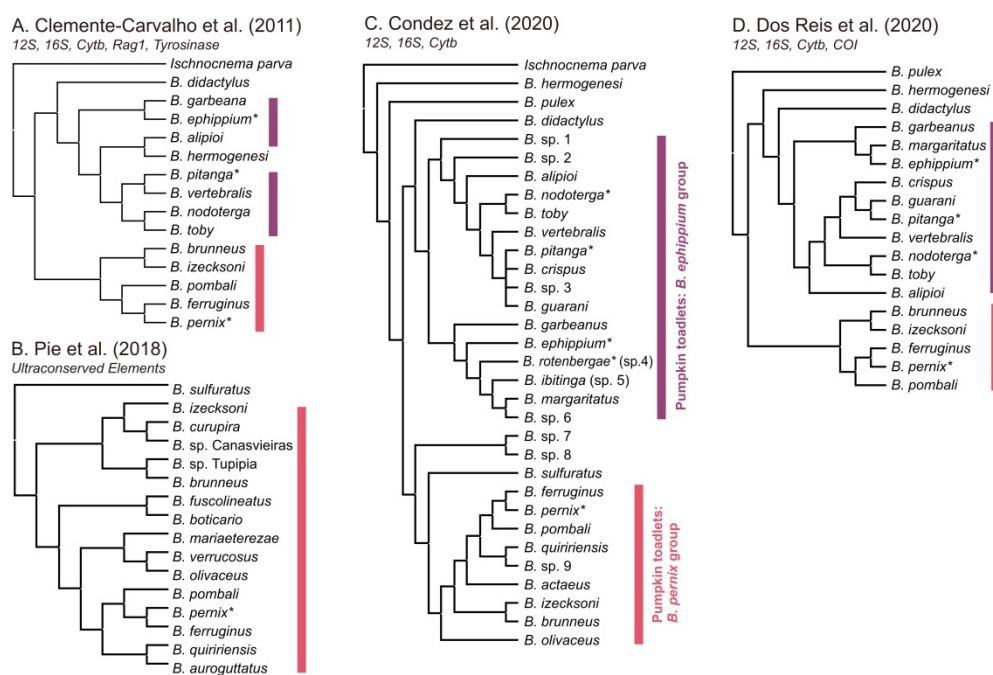 A. Clemente-Carvalho et al. (2011)
12S, 16S, Cytb, Rag1, Tyrosinase
Ischnocnema parva
B. didactylus
B. garbeana
B. ephippium*
B. alipioi
B. hermogenesi
B. pitanga*
B. vertebralis
B. nodoterga
B. toby
B. brunneus
B. izecksoni
B. pombali
B. ferruginus
B. pernix*
B. Pie et al. (2018)
Ultraconserved Elements
B. sulfuratus
B. izecksoni
B. curupira
B. sp. Canasvieiras
B. sp. Tupipia
B. brunneus
B. fuscolineatus
B. boticario
B. mariaeterezae
B. verrucosus
B. olivaceus
B. pombali
B. pernix*
B. ferruginus
B. quiririensis
B. auroguttatus
C. Condez et al. (2020)
12S, 16S, Cytb
Ischnocnema parva
B. hermogenesi
B. pulex
B. didactylus
B. sp. 1
B. sp. 2
B. alipioi
B. nodoterga*
B. toby
B. vertebralis
B. pitanga*
B. crispus
B. sp. 3
B. guarani
B. garbeanus
B. ephippium*
B. rotenbergae* (sp.4)
B. ibitinga (sp. 5)
B. margaritatus
B. sp. 6
B. sp. 7
B. sp. 8
B. sulfuratus
B. ferruginus
B. pernix*
B. pombali
B. quiririensis
B. sp. 9
B. actaeus
B. izecksoni
B. brunneus
B. olivaceus
Pumpkin toadlets: B. ephippium group
Pumpkin toadlets:
B. pernix group
D. Dos Reis et al. (2020)
12S, 16S, Cytb, COI
B. pulex
B. hermogenesi
B. didactylus
B. garbeanus
B. margaritatus
B. ephippium*
B. crispus
B. guarani
B. pitanga*
B. vertebralis
B. nodoterga*
B. toby
B. alipioi
B. brunneus
B. izecksoni
B. ferruginus
B. pernix*
B. pombali